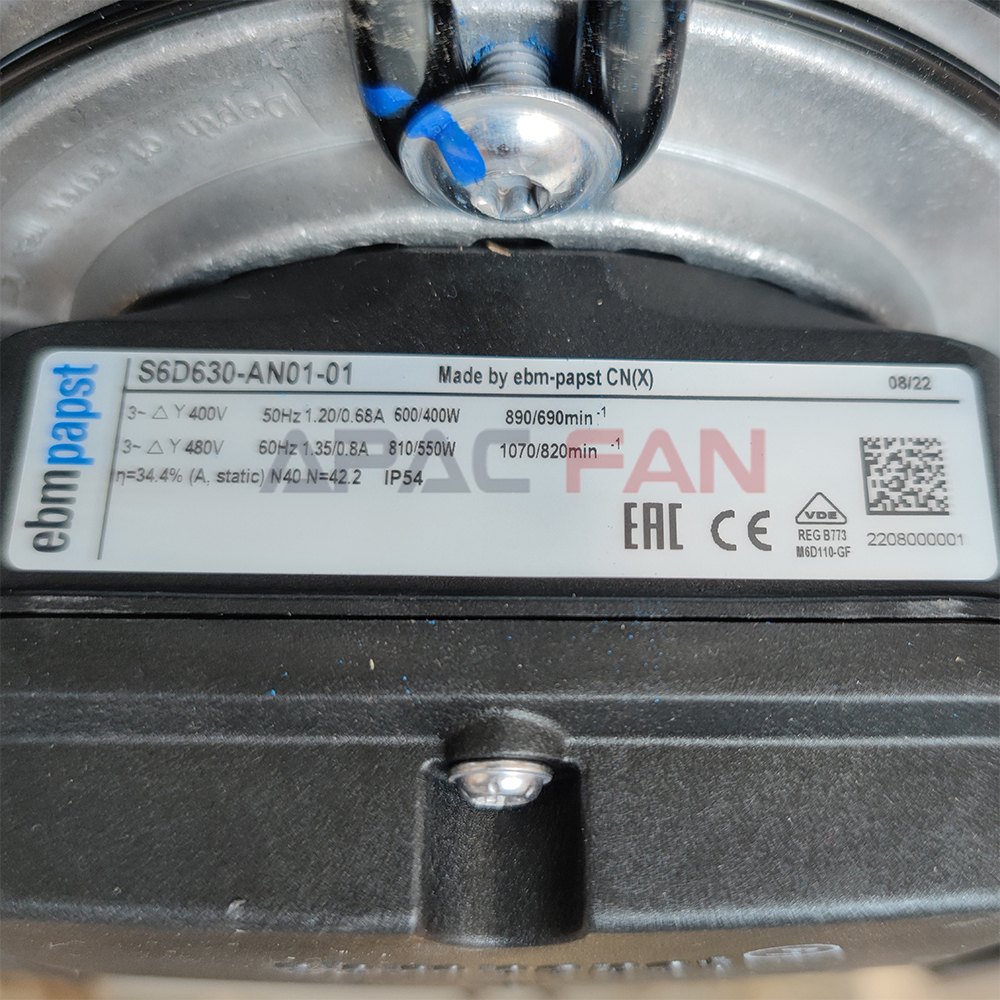 ebmpapst
S6D630-AN01-01 Made by ebm-papst CN(X) 08/22
3~ △ Y 400V 50Hz 1.20/0.68A 600/400W 890/690min⁻¹
3~ △ Y 480V 60Hz 1.35/0.8A 810/550W 1070/820min⁻¹
η=34.4% (A, static) N40 N=42.2 IP54
APAC FAN
EAC CE VDE
REG B773
M6D110-GF
2208000001